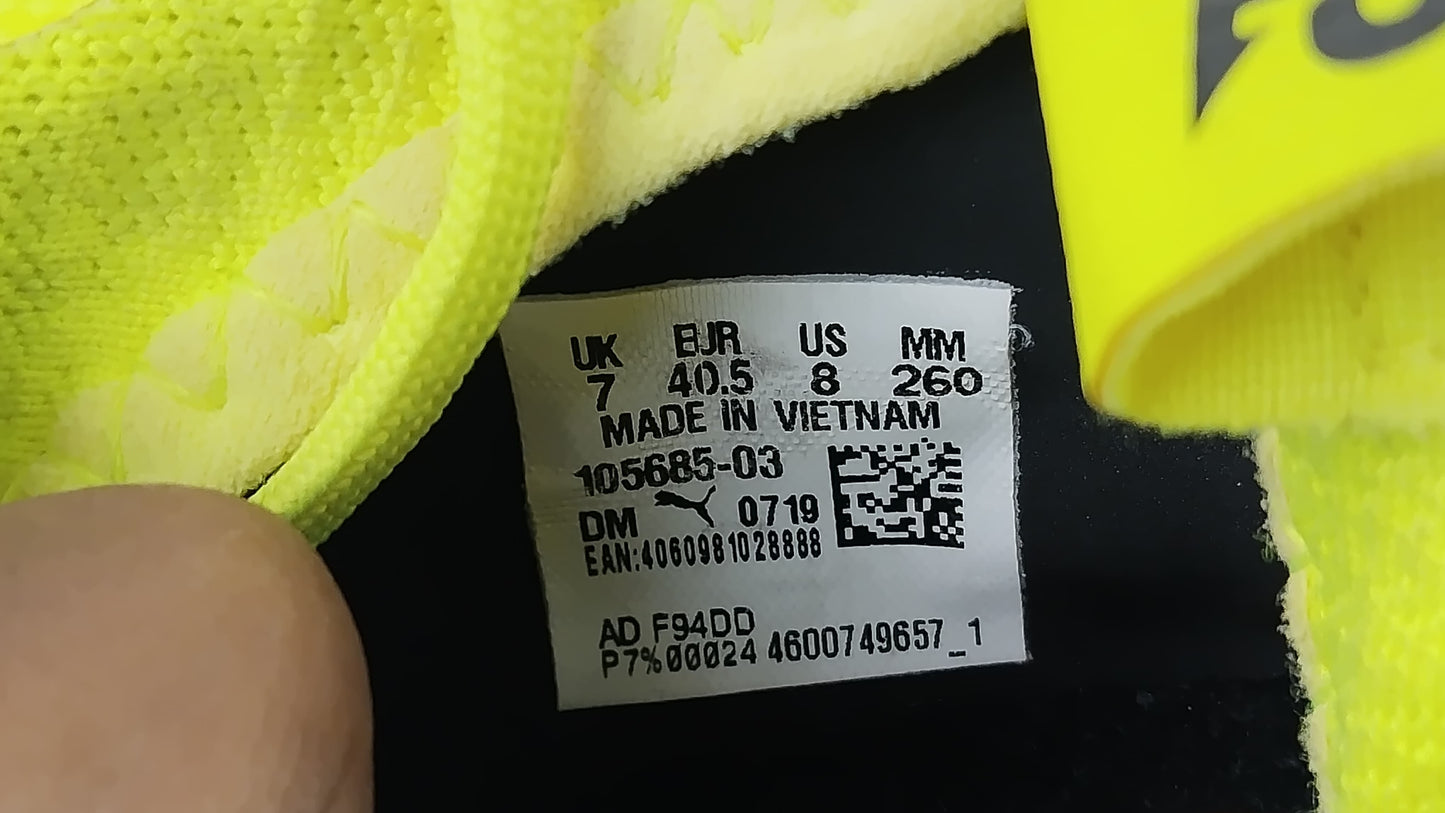 UK EUR US MM
7 40.5 8 260
MADE IN VIETNAM
105685-03
DM 0719
EAN:4060981028888
AD F94DD
P7%00024 4600749657_1